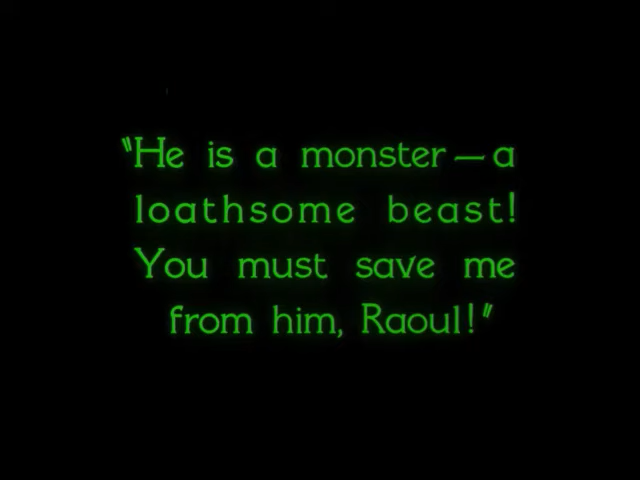 "He is a monster — a
loathsome beast!
You must save me
from him, Raoul!"